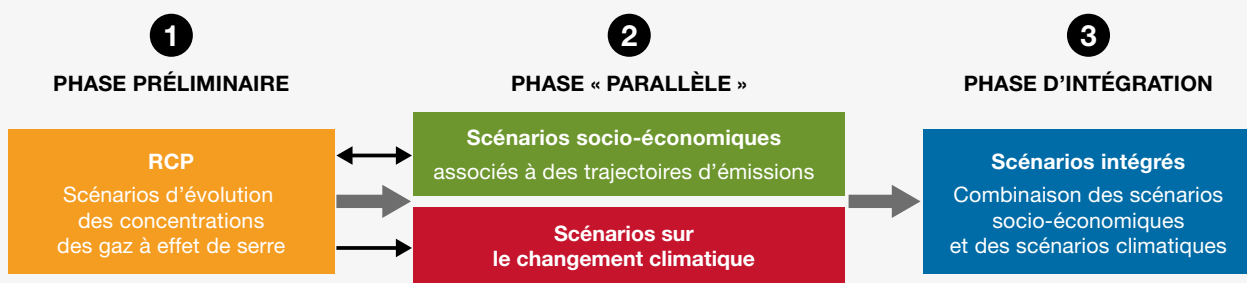 1
PHASE PRÉLIMINAIRE
RCP
Scénarios d'évolution
des concentrations
des gaz à effet de serre
2
PHASE « PARALLÈLE »
Scénarios socio-économiques
associés à des trajectoires d'émissions
Scénarios sur
le changement climatique
3
PHASE D'INTÉGRATION
Scénarios intégrés
Combinaison des scénarios
socio-économiques
et des scénarios climatiques